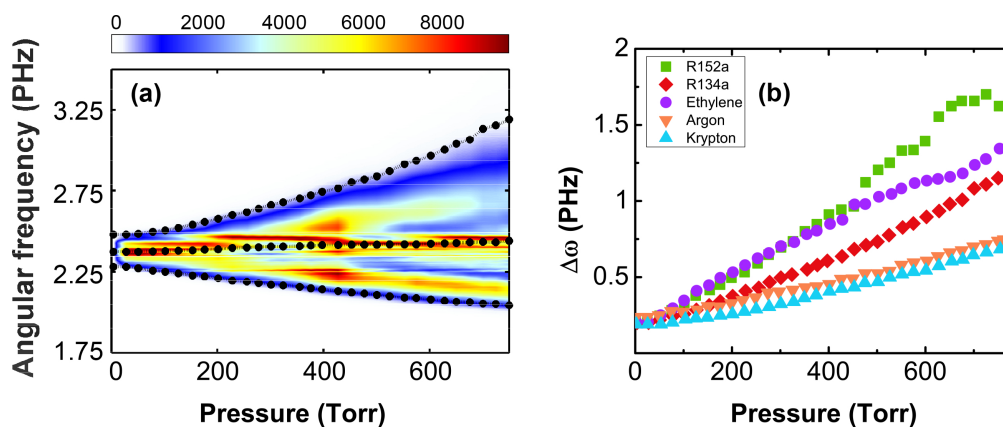 0 2000 4000 6000 8000
(a)
Angular frequency (PHz)
3.25
2.75
2.25
1.75
0 200 400 600
Pressure (Torr)
(b)
R152a
R134a
Ethylene
Argon
Krypton
Δω (PHz)
2
1.5
1
0.5
0 200 400 600
Pressure (Torr)